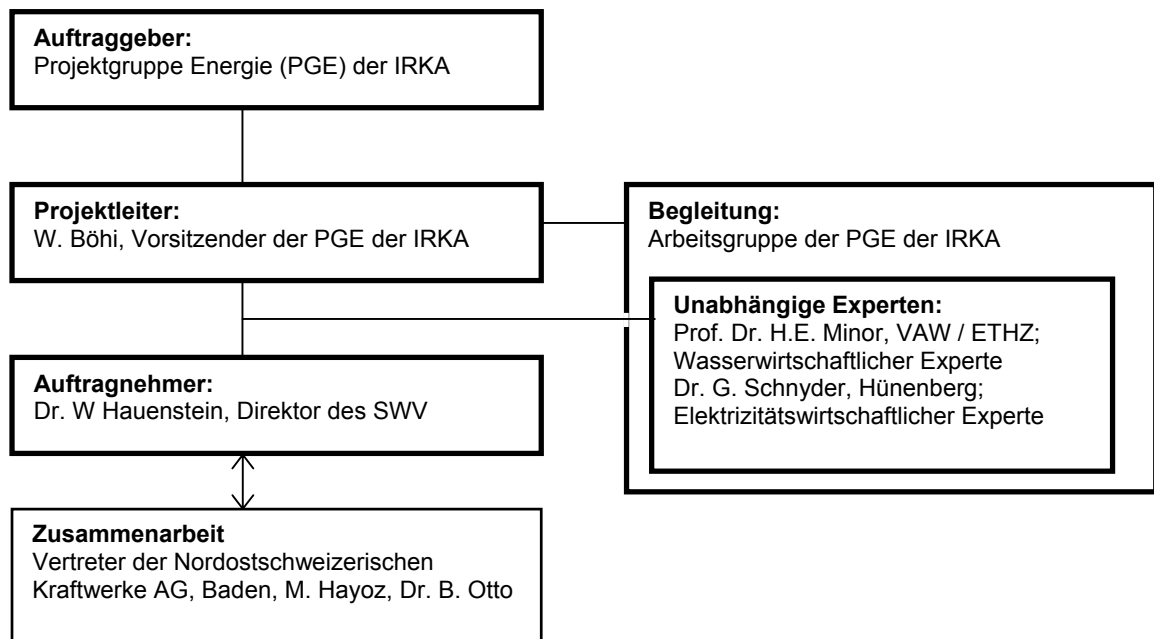 Auftraggeber:
Projektgruppe Energie (PGE) der IRKA
Projektleiter:
W. Böhi, Vorsitzender der PGE der IRKA
Begleitung:
Arbeitsgruppe der PGE der IRKA
Unabhängige Experten:
Prof. Dr. H.E. Minor, VAW / ETHZ;
Wasserwirtschaftlicher Experte
Dr. G. Schnyder, Hünenberg;
Elektrizitätswirtschaftlicher Experte
Auftragnehmer:
Dr. W Hauenstein, Direktor des SWV
Zusammenarbeit
Vertreter der Nordostschweizerischen
Kraftwerke AG, Baden, M. Hayoz, Dr. B. Otto